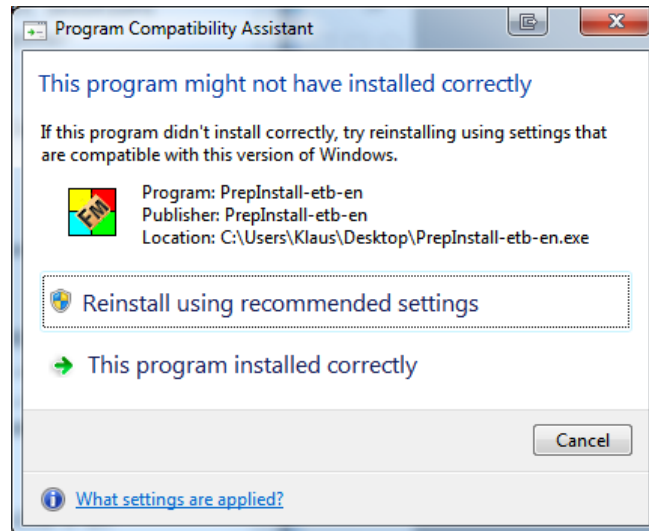 Program Compatibility Assistant
This program might not have installed correctly
If this program didn't install correctly, try reinstalling using settings that
are compatible with this version of Windows.
FM
Program: PrepInstall-etb-en
Publisher: PrepInstall-etb-en
Location: C:\Users\Klaus\Desktop\PrepInstall-etb-en.exe
Reinstall using recommended settings
This program installed correctly
Cancel
What settings are applied?